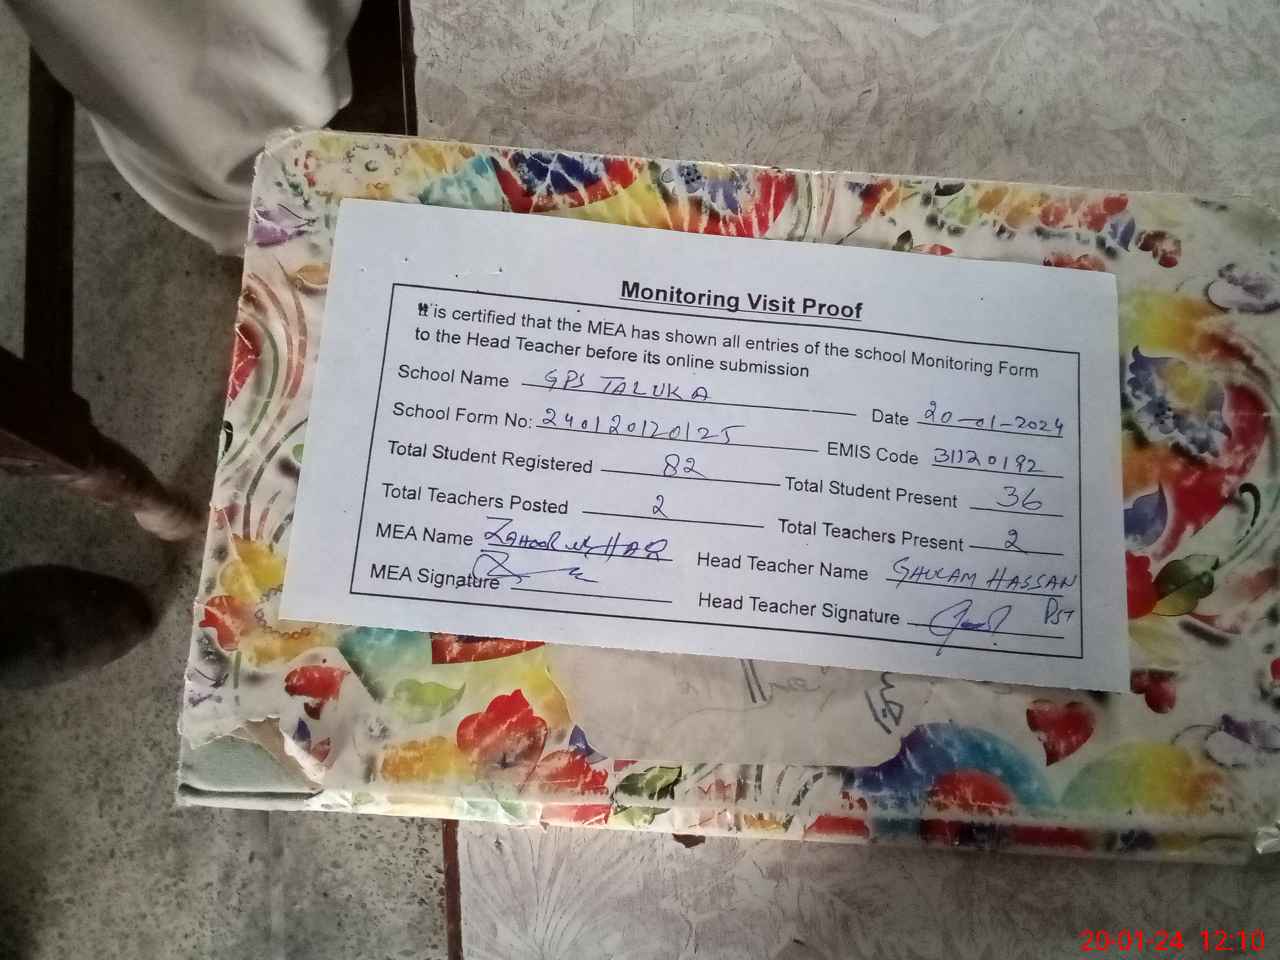 Monitoring Visit Proof
It is certified that the MEA has shown all entries of the school Monitoring Form
to the Head Teacher before its online submission
School Name GPS TALUKA Date 20-01-2024
School Form No: 240120120125 EMIS Code 31120192
Total Student Registered 82 Total Student Present 36
Total Teachers Posted 2 Total Teachers Present 2
MEA Name ZAHOOR ul HAQ Head Teacher Name GHULAM HASSAN
MEA Signature Head Teacher Signature PST
20-01-24 12:10